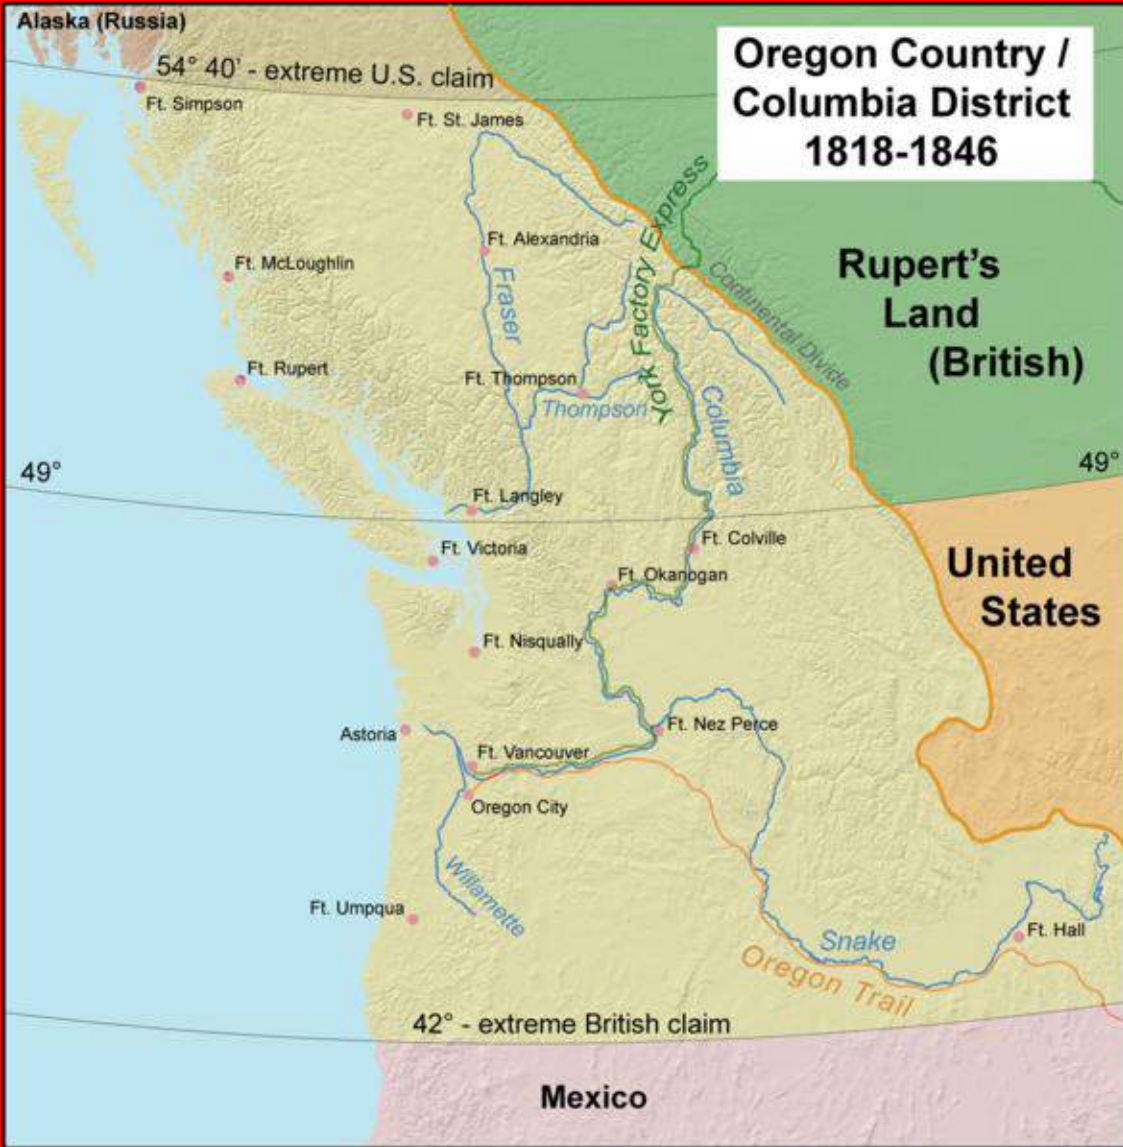 Alaska (Russia)
54° 40' - extreme U.S. claim
Oregon Country /
Columbia District
1818-1846
Ft. Simpson
Ft. St. James
York Factory Express
Ft. Alexandria
Ft. McLoughlin
Fraser
Continental Divide
Rupert's
Land
(British)
Ft. Rupert
Ft. Thompson
Thompson
Columbia
49°
49°
Ft. Langley
Ft. Victoria
Ft. Colville
Ft. Okanogan
United
States
Ft. Nisqually
Astoria
Ft. Nez Perce
Ft. Vancouver
Oregon City
Willamette
Ft. Umpqua
Snake
Ft. Hall
Oregon Trail
42° - extreme British claim
Mexico